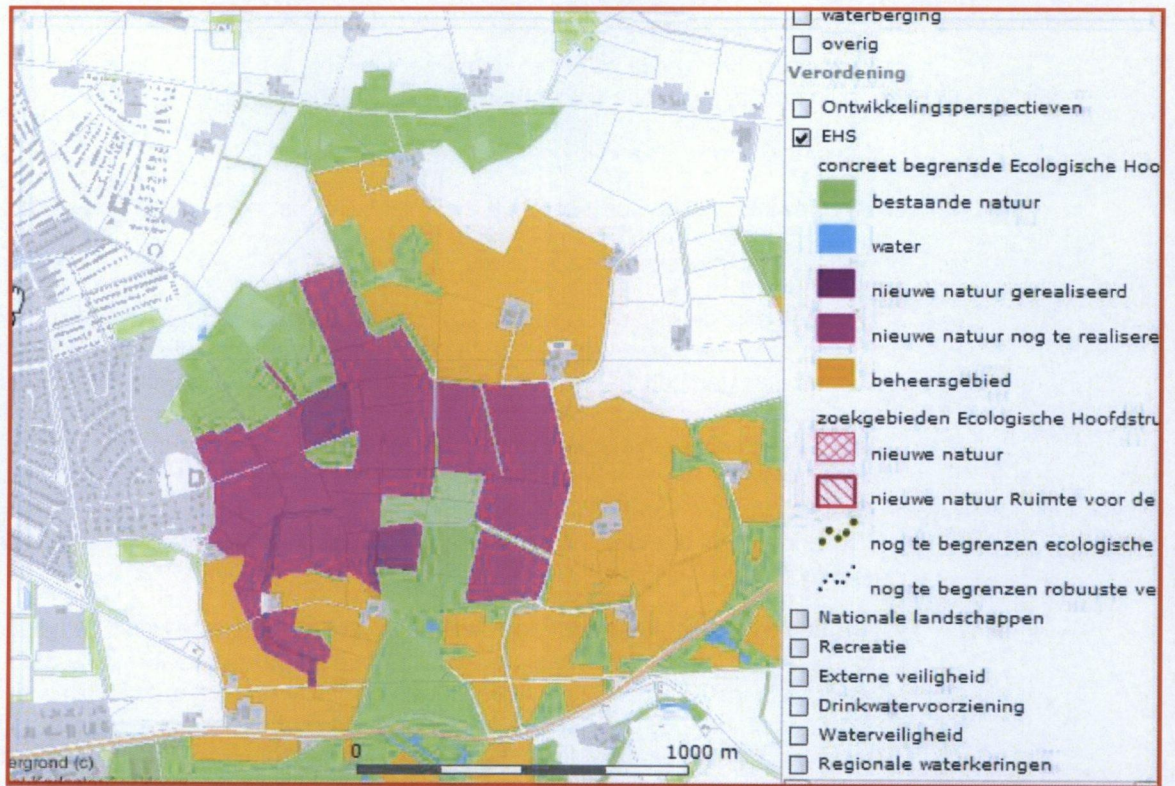 waterberging
overig
Verordening
Ontwikkelingsperspectieven
EHS
concreet begrensde Ecologische Hoo
bestaande natuur
water
nieuwe natuur gerealiseerd
nieuwe natuur nog te realisere
beheersgebied
zoekgebieden Ecologische Hoofdstru
nieuwe natuur
nieuwe natuur Ruimte voor de
nog te begrenzen ecologische
nog te begrenzen robuuste ve
Nationale landschappen
Recreatie
Externe veiligheid
Drinkwatervoorziening
Waterveiligheid
Regionale waterkeringen
0 1000 m
ergrond (c)